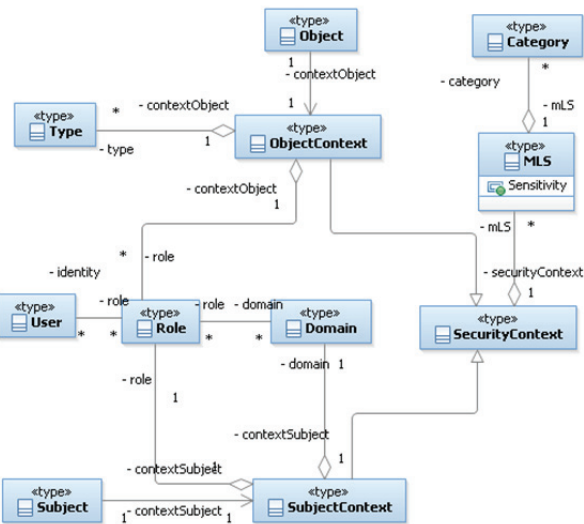 «type»
Object
«type»
Category
1
- contextObject
1
- category
*
- mLS
1
«type»
Type
*
- contextObject
- type
1
«type»
ObjectContext
«type»
MLS
Sensitivity
- contextObject
1
- mLS
*
- securityContext
1
*
- role
- identity
«type»
User
- role
*
*
«type»
Role
- role
- domain
*
*
«type»
Domain
«type»
SecurityContext
- role
1
- domain
1
- contextSubject
1
- contextSubject
1
«type»
Subject
1
- contextSubject
1
«type»
SubjectContext